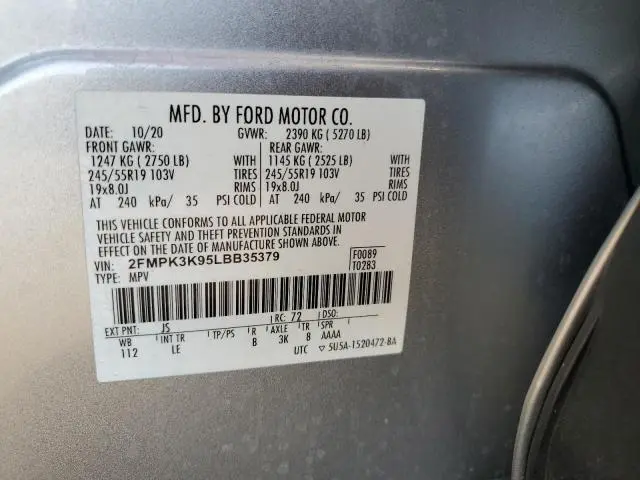 MFD. BY FORD MOTOR CO.
DATE: 10/20 GVWR: 2390 KG ( 5270 LB)
FRONT GAWR: REAR GAWR:
1247 KG ( 2750 LB) WITH 1145 KG ( 2525 LB) WITH
245/55R19 103V TIRES 245/55R19 103V TIRES
19x8.0J RIMS 19x8.0J RIMS
AT 240 kPa/ 35 PSI COLD AT 240 kPa/ 35 PSI COLD
THIS VEHICLE CONFORMS TO ALL APPLICABLE FEDERAL MOTOR
VEHICLE SAFETY AND THEFT PREVENTION STANDARDS IN
EFFECT ON THE DATE OF MANUFACTURE SHOWN ABOVE.
VIN: 2FMPK3K95LBB35379 F0089
TYPE: MPV T0283
EXT PNT: JS RC: 72 DSO:
WB INT TR TP/PS R AXLE TR SPR
112 LE B 3K 8 AAAA
UTC ▽ 5U5A-1520472-BA